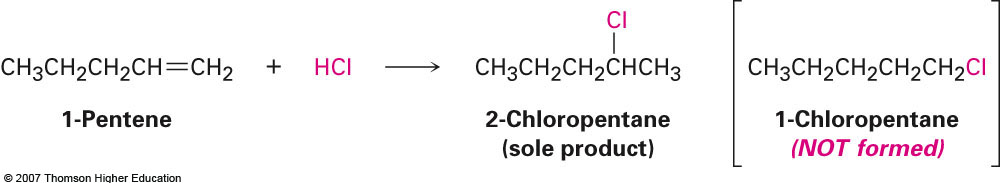 Cl
CH₃CH₂CH₂CH=CH₂ + HCl ⟶ CH₃CH₂CH₂CHCH₃ [CH₃CH₂CH₂CH₂CH₂Cl]
1-Pentene 2-Chloropentane 1-Chloropentane
(sole product) (NOT formed)
© 2007 Thomson Higher Education